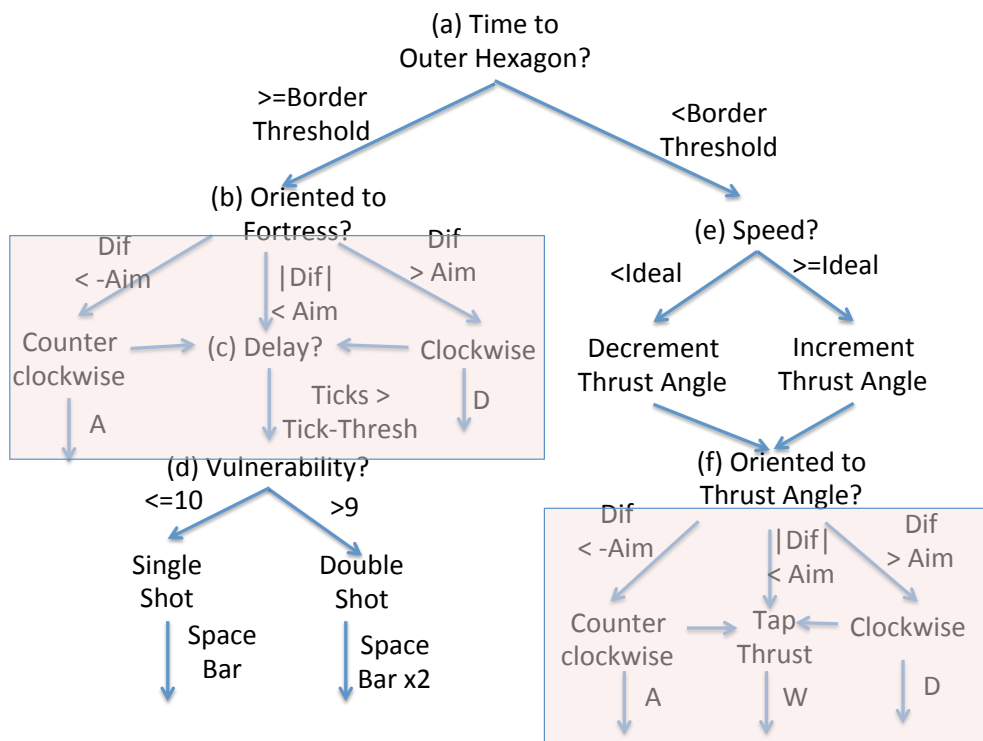 (a) Time to
Outer Hexagon?
>=Border
Threshold
<Border
Threshold
(b) Oriented to
Fortress?
Dif
< -Aim
|Dif|
< Aim
Dif
> Aim
Counter
clockwise
(c) Delay?
Clockwise
A
Ticks >
Tick-Thresh
D
(d) Vulnerability?
<=10
>9
Single
Shot
Double
Shot
Space
Bar
Space
Bar x2
(e) Speed?
<Ideal
>=Ideal
Decrement
Thrust Angle
Increment
Thrust Angle
(f) Oriented to
Thrust Angle?
Dif
< -Aim
|Dif|
< Aim
Dif
> Aim
Counter
clockwise
Tap
Thrust
Clockwise
A
W
D